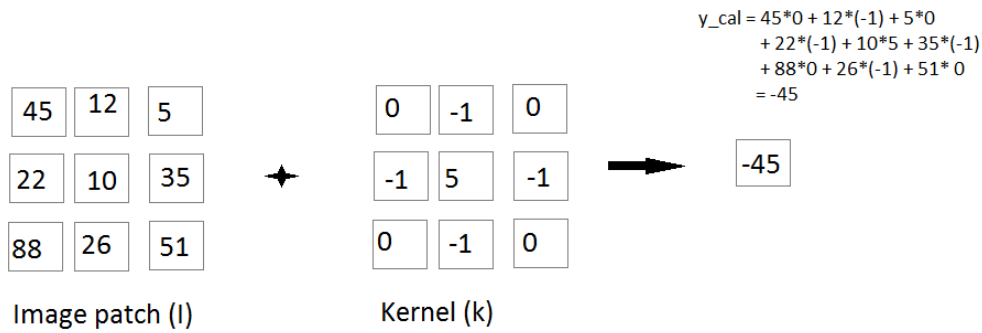 y_cal = 45*0 + 12*(-1) + 5*0
+ 22*(-1) + 10*5 + 35*(-1)
+ 88*0 + 26*(-1) + 51* 0
= -45
45 12 5
22 10 35
88 26 51
0 -1 0
-1 5 -1
0 -1 0
-45
Image patch (I)
Kernel (k)